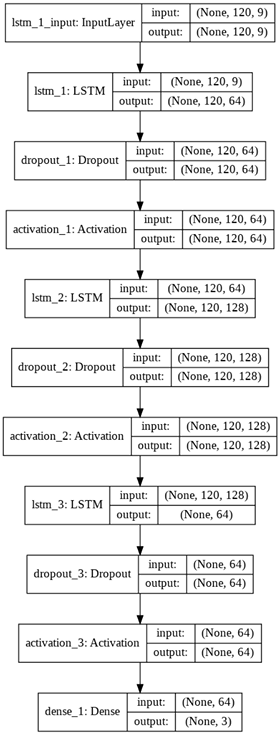 lstm_1_input: InputLayer input: (None, 120, 9)
output: (None, 120, 9)
lstm_1: LSTM input: (None, 120, 9)
output: (None, 120, 64)
dropout_1: Dropout input: (None, 120, 64)
output: (None, 120, 64)
activation_1: Activation input: (None, 120, 64)
output: (None, 120, 64)
lstm_2: LSTM input: (None, 120, 64)
output: (None, 120, 128)
dropout_2: Dropout input: (None, 120, 128)
output: (None, 120, 128)
activation_2: Activation input: (None, 120, 128)
output: (None, 120, 128)
lstm_3: LSTM input: (None, 120, 128)
output: (None, 64)
dropout_3: Dropout input: (None, 64)
output: (None, 64)
activation_3: Activation input: (None, 64)
output: (None, 64)
dense_1: Dense input: (None, 64)
output: (None, 3)